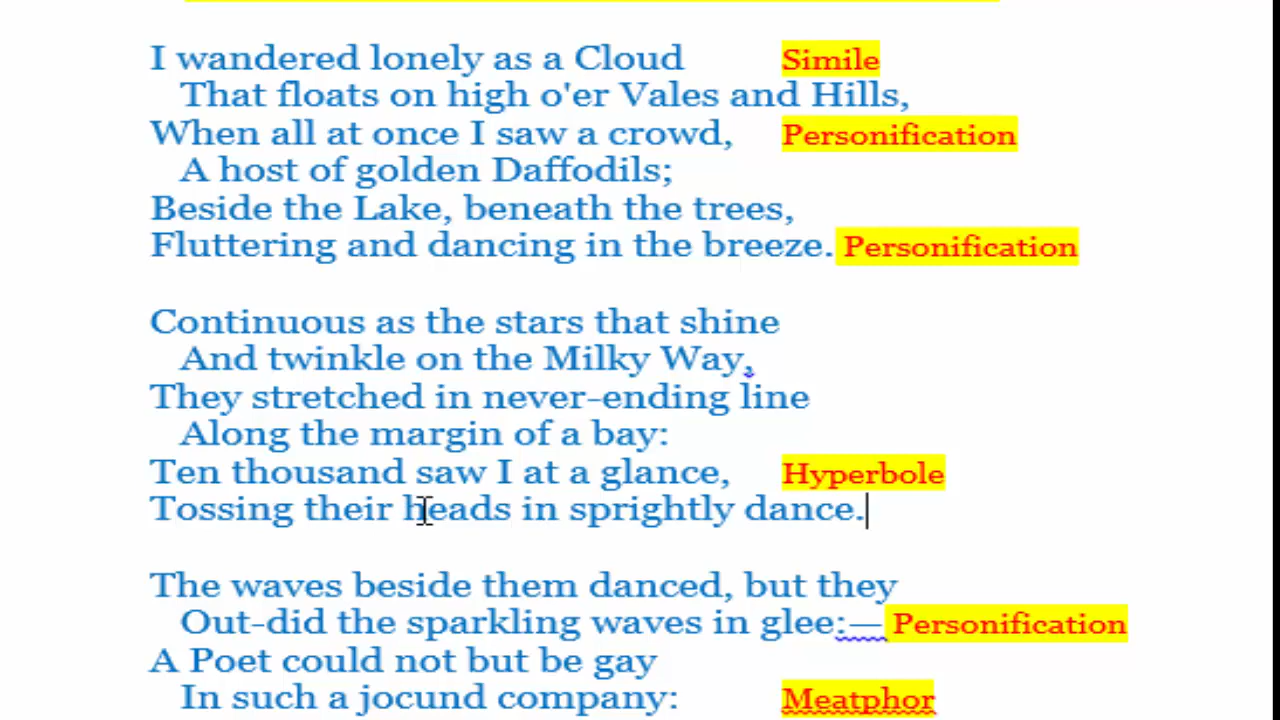 I wandered lonely as a Cloud Simile
That floats on high o'er Vales and Hills,
When all at once I saw a crowd, Personification
A host of golden Daffodils;
Beside the Lake, beneath the trees,
Fluttering and dancing in the breeze. Personification
Continuous as the stars that shine
And twinkle on the Milky Way,
They stretched in never-ending line
Along the margin of a bay:
Ten thousand saw I at a glance, Hyperbole
Tossing their heads in sprightly dance.
The waves beside them danced, but they
Out-did the sparkling waves in glee:— Personification
A Poet could not but be gay
In such a jocund company: Meatphor